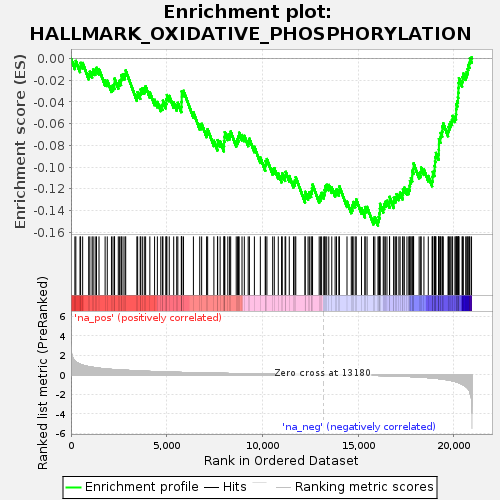 Enrichment plot:
HALLMARK_OXIDATIVE_PHOSPHORYLATION
Enrichment score (ES)
0.00
-0.02
-0.04
-0.06
-0.08
-0.10
-0.12
-0.14
-0.16
'na_pos' (positively correlated)
Ranked list metric (PreRanked)
6
4
2
0
-2
-4
-6
Zero cross at 13180
'na_neg' (negatively correlated)
0
5,000
10,000
15,000
20,000
Rank in Ordered Dataset
Enrichment profile
Hits
Ranking metric scores